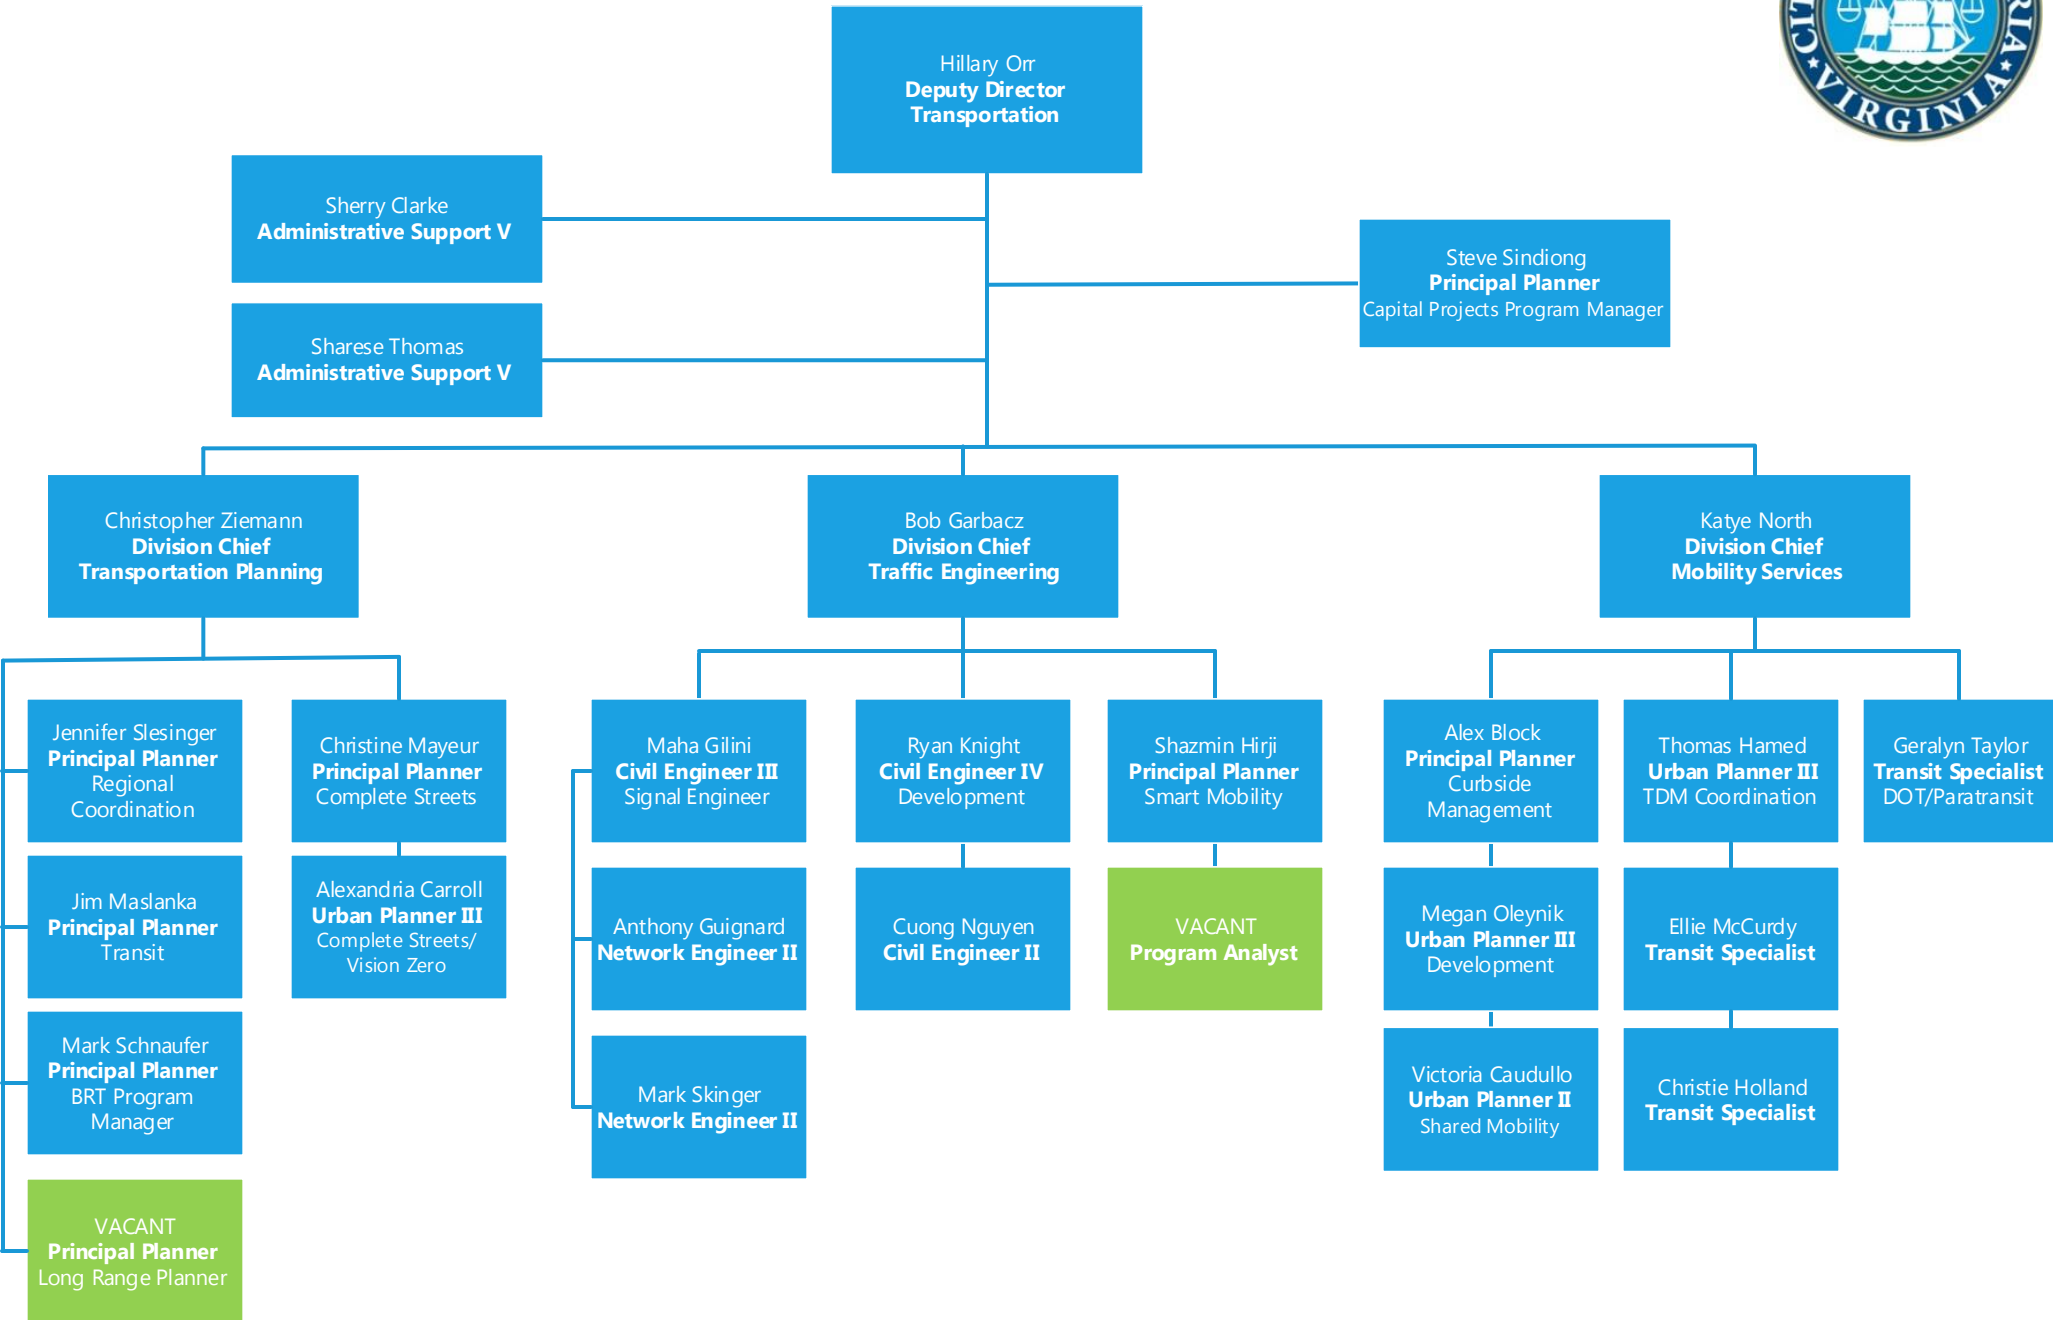 Hillary Orr
Deputy Director
Transportation
VIRGINIA
Sherry Clarke
Administrative Support V
Steve Sindiong
Principal Planner
Capital Projects Program Manager
Sharese Thomas
Administrative Support V
Christopher Ziemann
Division Chief
Transportation Planning
Bob Garbacz
Division Chief
Traffic Engineering
Katye North
Division Chief
Mobility Services
Jennifer Slesinger
Principal Planner
Regional
Coordination
Jim Maslanka
Principal Planner
Transit
Mark Schnaufer
Principal Planner
BRT Program
Manager
VACANT
Principal Planner
Long Range Planner
Christine Mayeur
Principal Planner
Complete Streets
Alexandria Carroll
Urban Planner III
Complete Streets/
Vision Zero
Maha Gilini
Civil Engineer III
Signal Engineer
Anthony Guignard
Network Engineer II
Mark Skinger
Network Engineer II
Ryan Knight
Civil Engineer IV
Development
Cuong Nguyen
Civil Engineer II
Shazmin Hirji
Principal Planner
Smart Mobility
VACANT
Program Analyst
Alex Block
Principal Planner
Curbside
Management
Megan Oleynik
Urban Planner III
Development
Victoria Caudullo
Urban Planner II
Shared Mobility
Thomas Hamed
Urban Planner III
TDM Coordination
Ellie McCurdy
Transit Specialist
Christie Holland
Transit Specialist
Geralyn Taylor
Transit Specialist
DOT/Paratransit